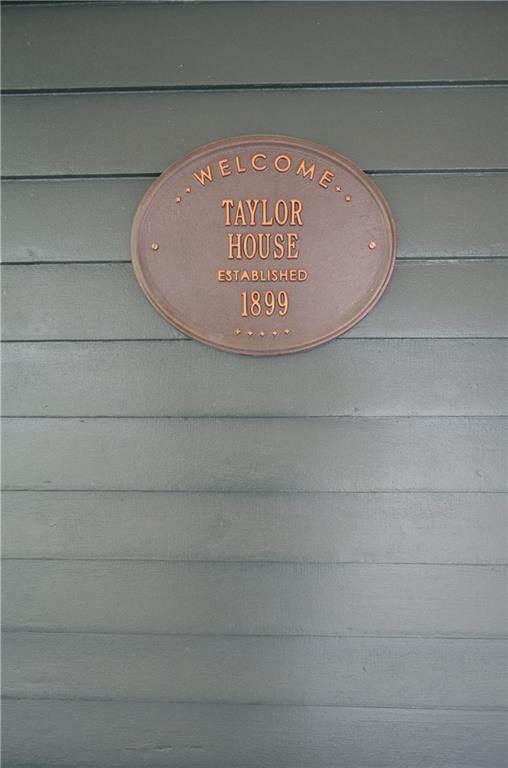 WELCOME
TAYLOR
HOUSE
ESTABLISHED
1899